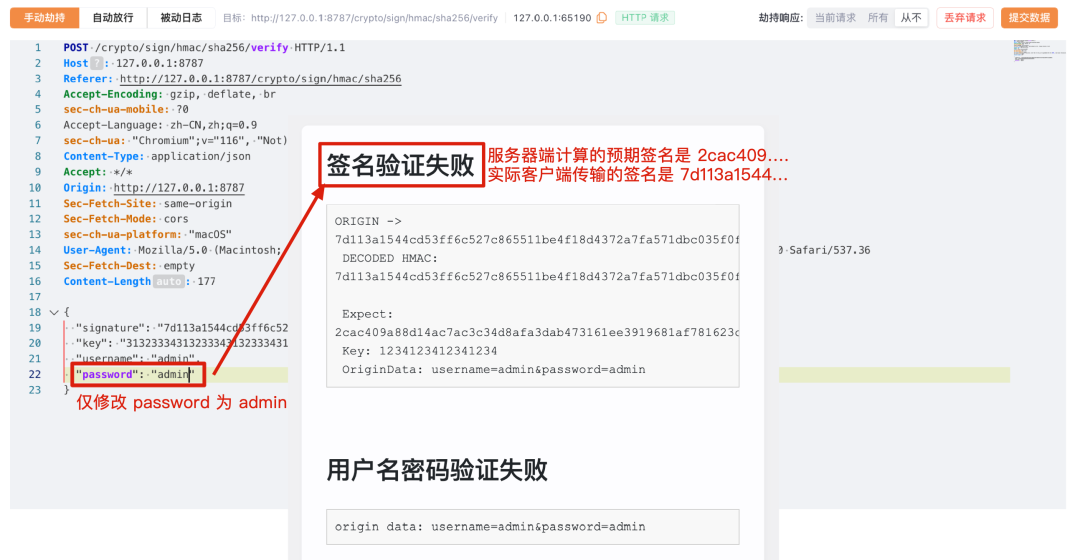 手动劫持 自动放行 被动日志 目标: http://127.0.0.1:8787/crypto/sign/hmac/sha256/verify 127.0.0.1:65190 HTTP 请求 劫持响应: 当前请求 所有 从不 丢弃请求 提交数据
1 POST /crypto/sign/hmac/sha256/verify HTTP/1.1
2 Host ? : 127.0.0.1:8787
3 Referer: http://127.0.0.1:8787/crypto/sign/hmac/sha256
4 Accept-Encoding: gzip, deflate, br
5 sec-ch-ua-mobile: ?0
6 Accept-Language: zh-CN,zh;q=0.9
7 sec-ch-ua: "Chromium";v="116", "Not)
8 Content-Type: application/json
9 Accept: */*
10 Origin: http://127.0.0.1:8787
11 Sec-Fetch-Site: same-origin
12 Sec-Fetch-Mode: cors
13 sec-ch-ua-platform: "macOS"
14 User-Agent: Mozilla/5.0 (Macintosh; 0 Safari/537.36
15 Sec-Fetch-Dest: empty
16 Content-Length auto : 177
17
18 {
19 "signature": "7d113a1544cd53ff6c52
20 "key": "31323334313233343132333431
21 "username": "admin",
22 "password": "admin"
23 }
仅修改 password 为 admin
签名验证失败
服务器端计算的预期签名是 2cac409....
实际客户端传输的签名是 7d113a1544...
ORIGIN ->
7d113a1544cd53ff6c527c865511be4f18d4372a7fa571dbc035f0f
DECODED HMAC:
7d113a1544cd53ff6c527c865511be4f18d4372a7fa571dbc035f0f
Expect:
2cac409a88d14ac7ac3c34d8afa3dab473161ee3919681af781623c
Key: 1234123412341234
OriginData: username=admin&password=admin
用户名密码验证失败
origin data: username=admin&password=admin